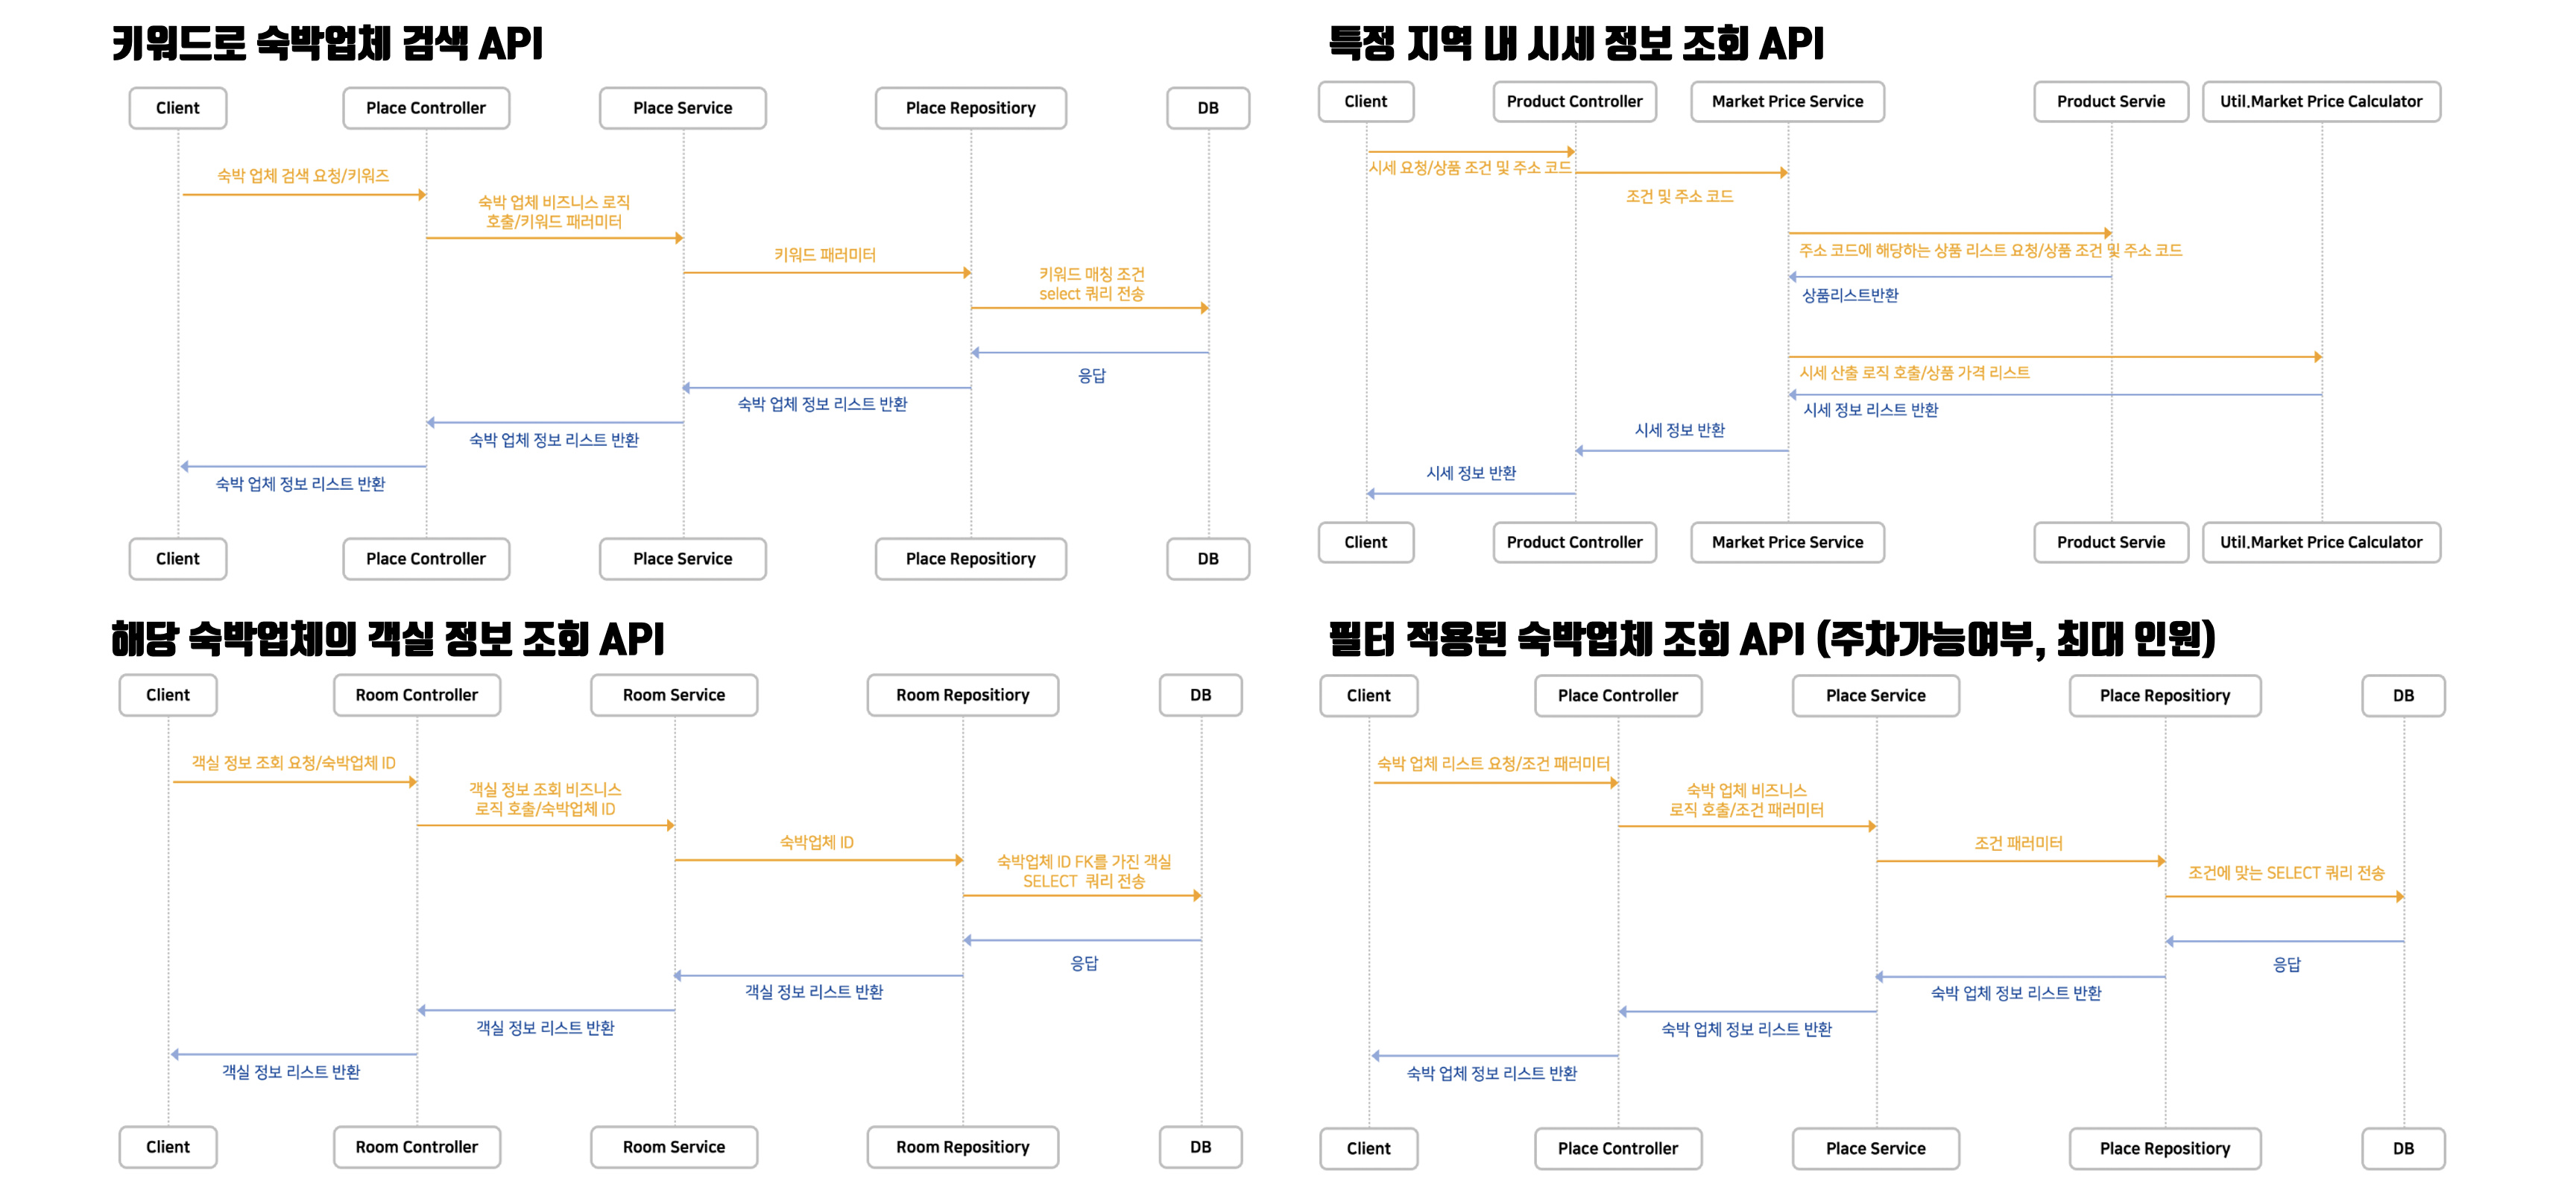 키워드로 숙박업체 검색 API
Client
Place Controller
Place Service
Place Repositiory
DB
숙박 업체 검색 요청/키워즈
숙박 업체 비즈니스 로직
호출/키워드 패러미터
키워드 패러미터
키워드 매칭 조건
select 쿼리 전송
응답
숙박 업체 정보 리스트 반환
숙박 업체 정보 리스트 반환
숙박 업체 정보 리스트 반환
Client
Place Controller
Place Service
Place Repositiory
DB
특정 지역 내 시세 정보 조회 API
Client
Product Controller
Market Price Service
Product Servie
Util.Market Price Calculator
시세 요청/상품 조건 및 주소 코드
조건 및 주소 코드
주소 코드에 해당하는 상품 리스트 요청/상품 조건 및 주소 코드
상품리스트반환
시세 산출 로직 호출/상품 가격 리스트
시세 정보 리스트 반환
시세 정보 반환
시세 정보 반환
Client
Product Controller
Market Price Service
Product Servie
Util.Market Price Calculator
해당 숙박업체의 객실 정보 조회 API
Client
Room Controller
Room Service
Room Repositiory
DB
객실 정보 조회 요청/숙박업체 ID
객실 정보 조회 비즈니스
로직 호출/숙박업체 ID
숙박업체 ID
숙박업체 ID FK를 가진 객실
SELECT 쿼리 전송
응답
객실 정보 리스트 반환
객실 정보 리스트 반환
객실 정보 리스트 반환
Client
Room Controller
Room Service
Room Repositiory
DB
필터 적용된 숙박업체 조회 API (주차가능여부, 최대 인원)
Client
Place Controller
Place Service
Place Repositiory
DB
숙박 업체 리스트 요청/조건 패러미터
숙박 업체 비즈니스
로직 호출/조건 패러미터
조건 패러미터
조건에 맞는 SELECT 쿼리 전송
응답
숙박 업체 정보 리스트 반환
숙박 업체 정보 리스트 반환
숙박 업체 정보 리스트 반환
Client
Place Controller
Place Service
Place Repositiory
DB